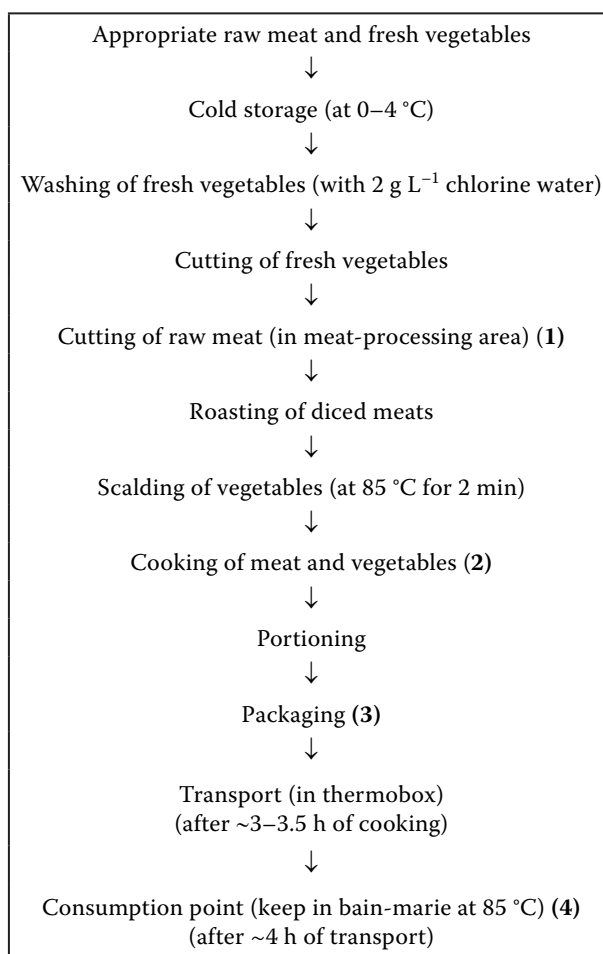 Appropriate raw meat and fresh vegetables
↓
Cold storage (at 0–4 °C)
↓
Washing of fresh vegetables (with 2 g L⁻¹ chlorine water)
↓
Cutting of fresh vegetables
↓
Cutting of raw meat (in meat-processing area) (1)
↓
Roasting of diced meats
↓
Scalding of vegetables (at 85 °C for 2 min)
↓
Cooking of meat and vegetables (2)
↓
Portioning
↓
Packaging (3)
↓
Transport (in thermobox)
(after ~3–3.5 h of cooking)
↓
Consumption point (keep in bain-marie at 85 °C) (4)
(after ~4 h of transport)